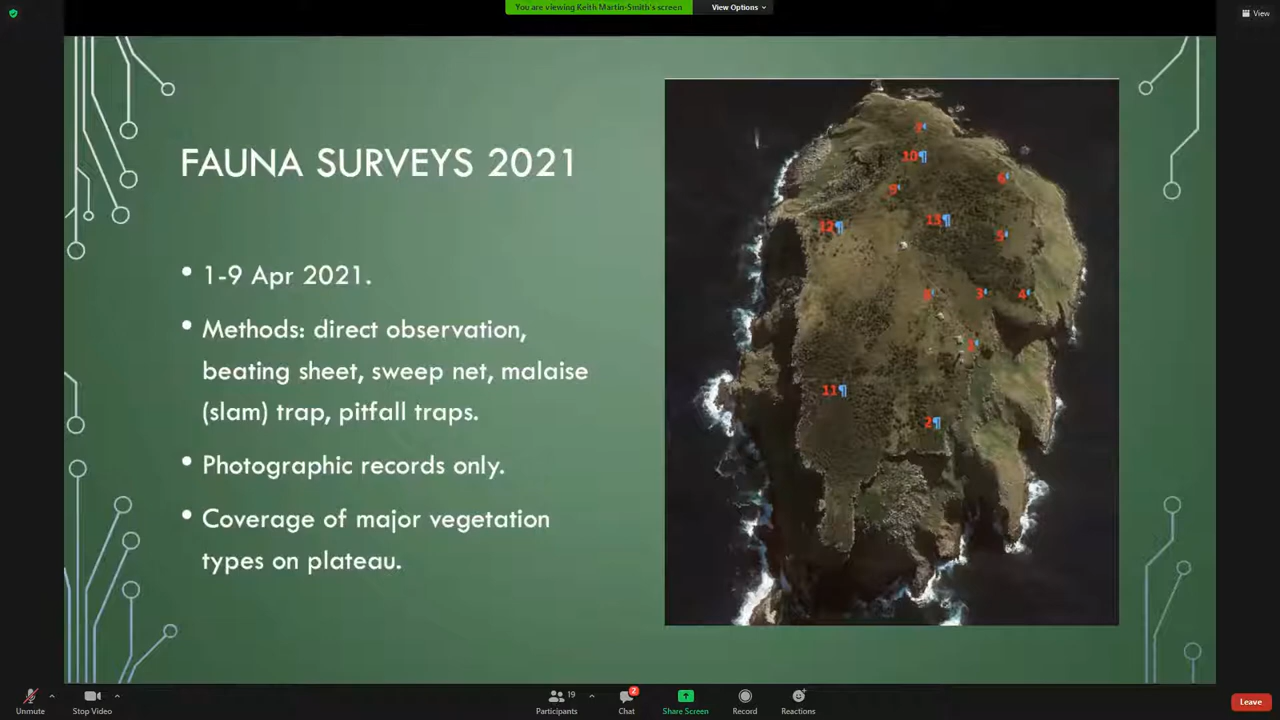 You are viewing Keith Martin-Smith's screen
View Options
View
FAUNA SURVEYS 2021
• 1-9 Apr 2021.
• Methods: direct observation,
beating sheet, sweep net, malaise
(slam) trap, pitfall traps.
• Photographic records only.
• Coverage of major vegetation
types on plateau.
10¶
6
9
13¶
12¶
5
3
4
1
11¶
2¶
Unmute
Stop Video
Participants
19
Chat
2
Share Screen
Record
Reactions
Leave